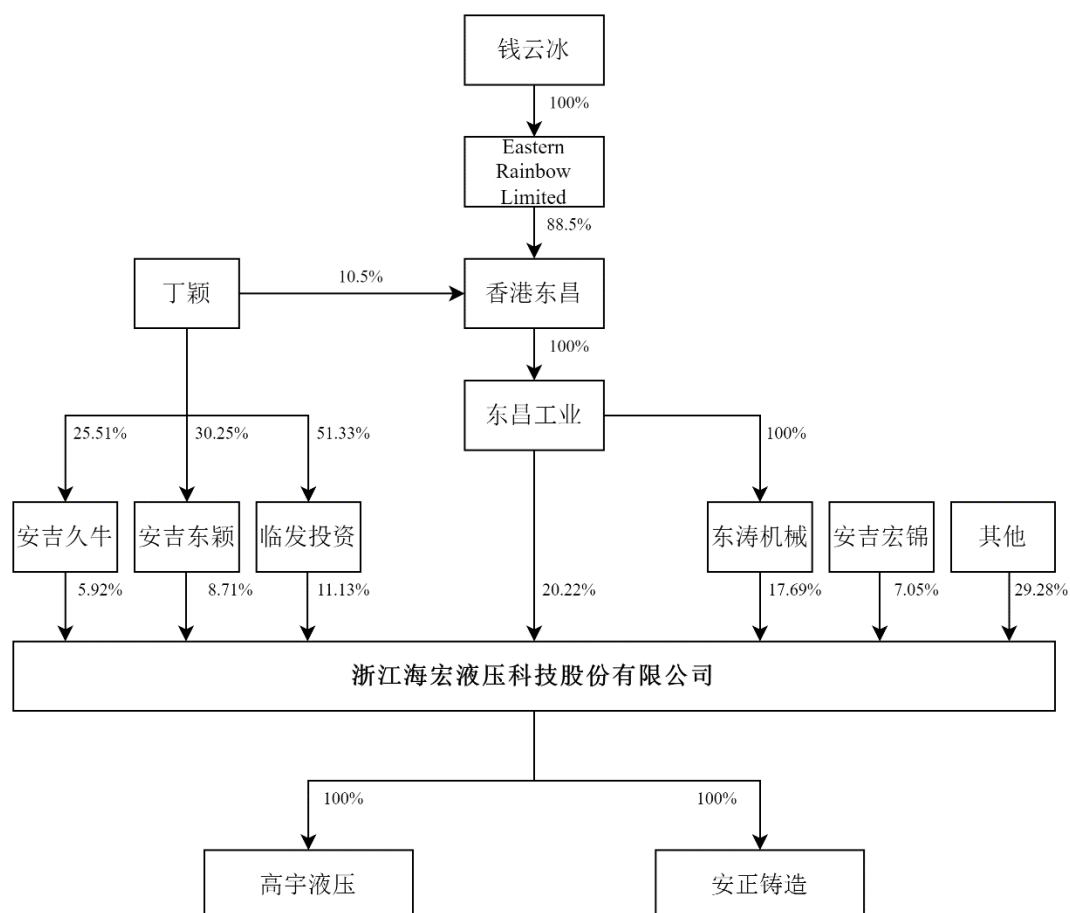 钱云冰
100%
Eastern
Rainbow
Limited
88.5%
丁颖
10.5%
香港东昌
100%
东昌工业
25.51%
30.25%
51.33%
100%
安吉久牛
安吉东颖
临发投资
东涛机械
安吉宏锦
其他
5.92%
8.71%
11.13%
20.22%
17.69%
7.05%
29.28%
浙江海宏液压科技股份有限公司
100%
100%
高宇液压
安正铸造